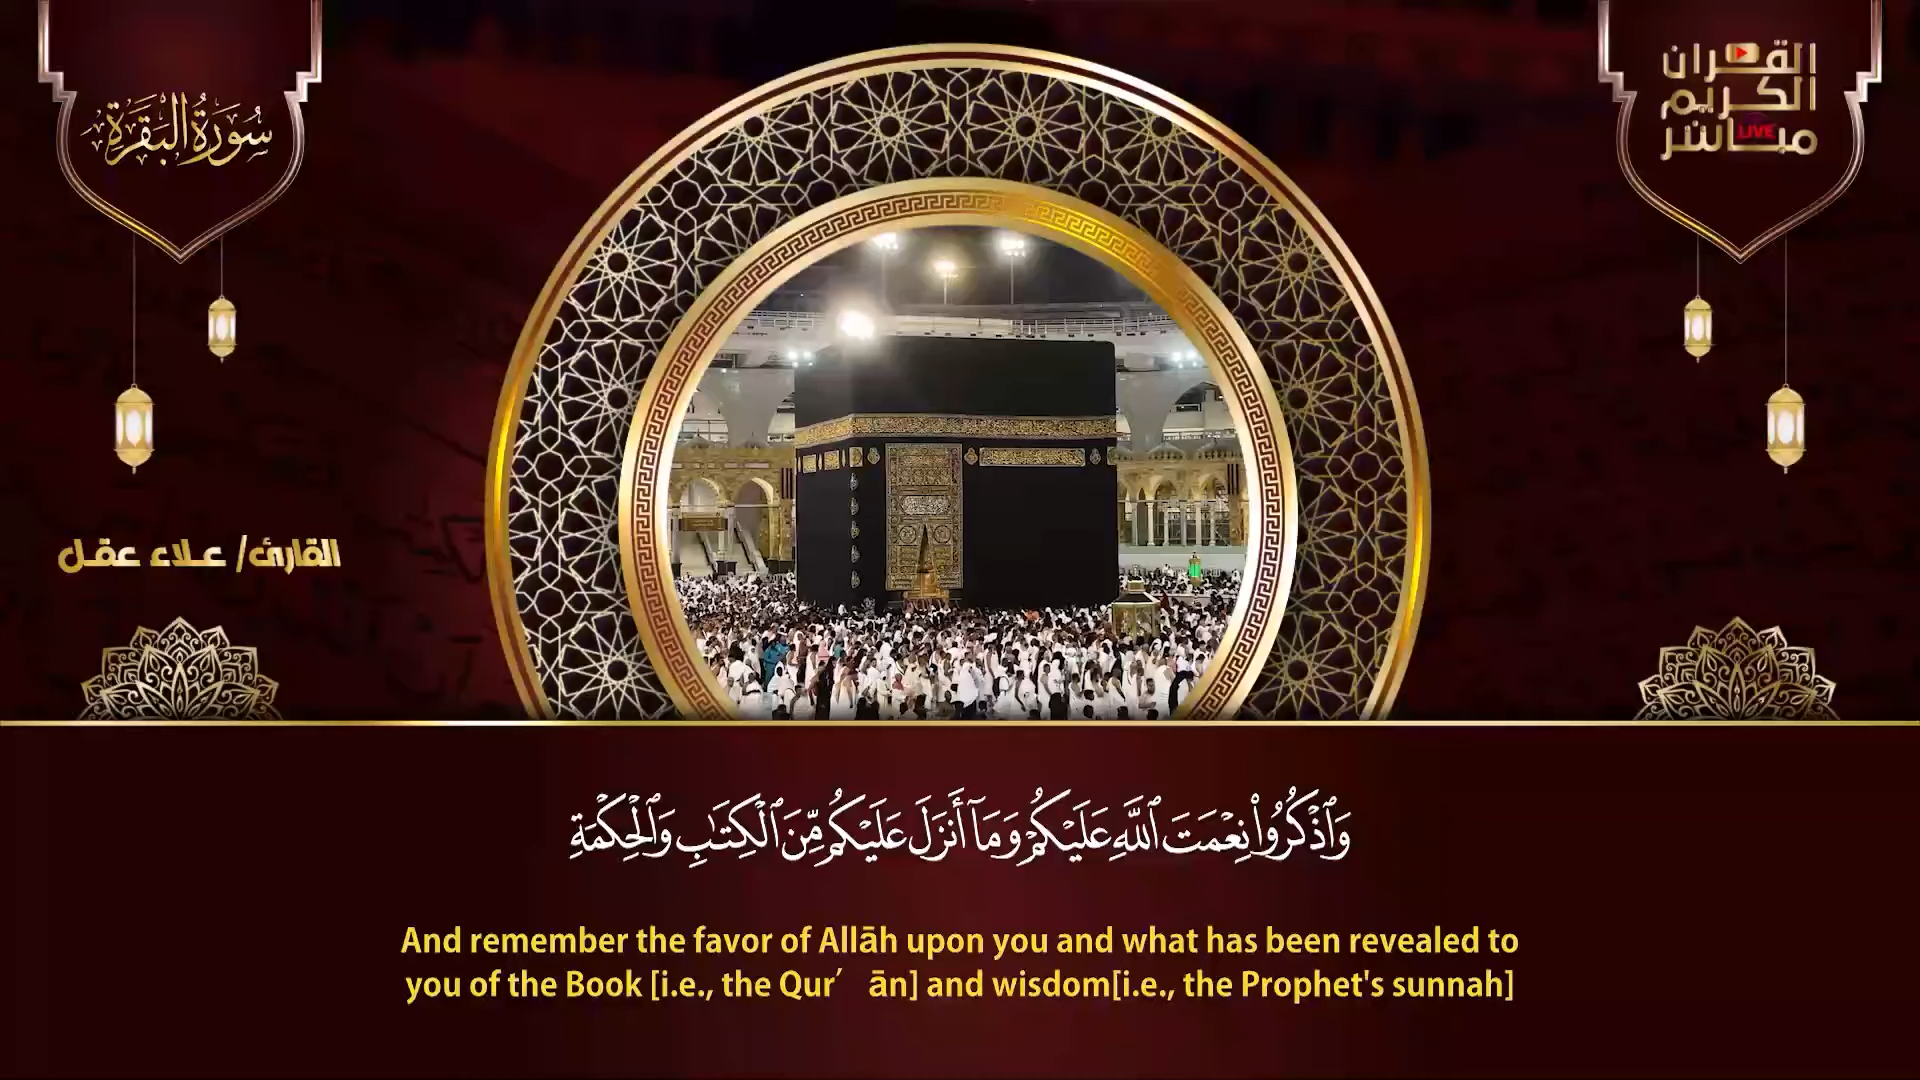 سُورَةُ البَقَرَةِ
القرآن
الكريم
مباشر
LIVE
القارئ/ علاء عقل
وَٱذْكُرُوا۟ نِعْمَتَ ٱللَّهِ عَلَيْكُمْ وَمَآ أَنزَلَ عَلَيْكُم مِّنَ ٱلْكِتَـٰبِ وَٱلْحِكْمَةِ
And remember the favor of Allāh upon you and what has been revealed to
you of the Book [i.e., the Qurʹ ān] and wisdom[i.e., the Prophet's sunnah]